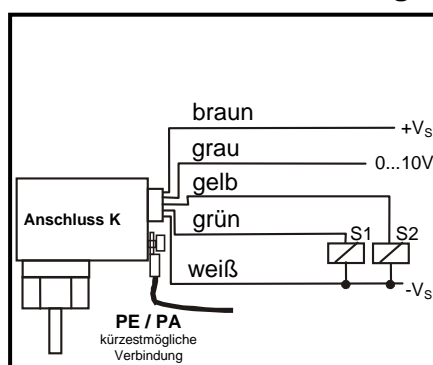 braun
+VS
grau
0...10V
gelb
Anschluss K
grün
S1 S2
weiß
-VS
PE / PA
kürzestmögliche
Verbindung